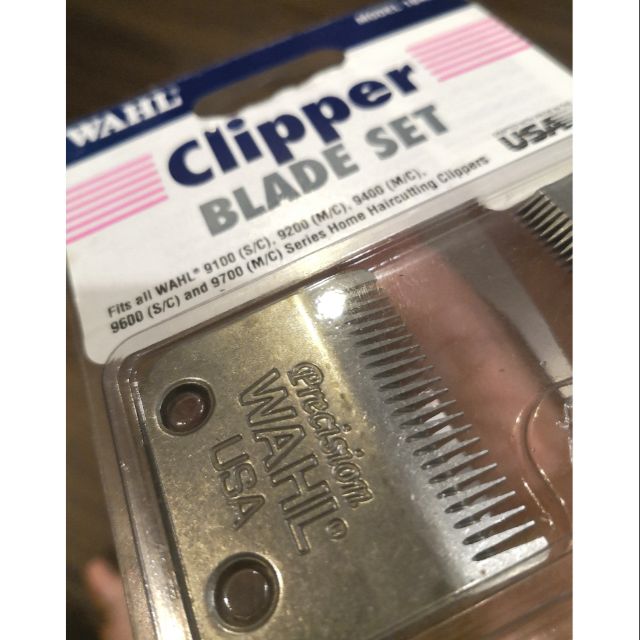 MODEL
WAHL
Clipper
BLADE SET
USA
Fits all WAHL® 9100 (S/C), 9200 (M/C), 9400 (M/C),
9600 (S/C) and 9700 (M/C) Series Home Haircutting Clippers
Precision
WAHL®
USA